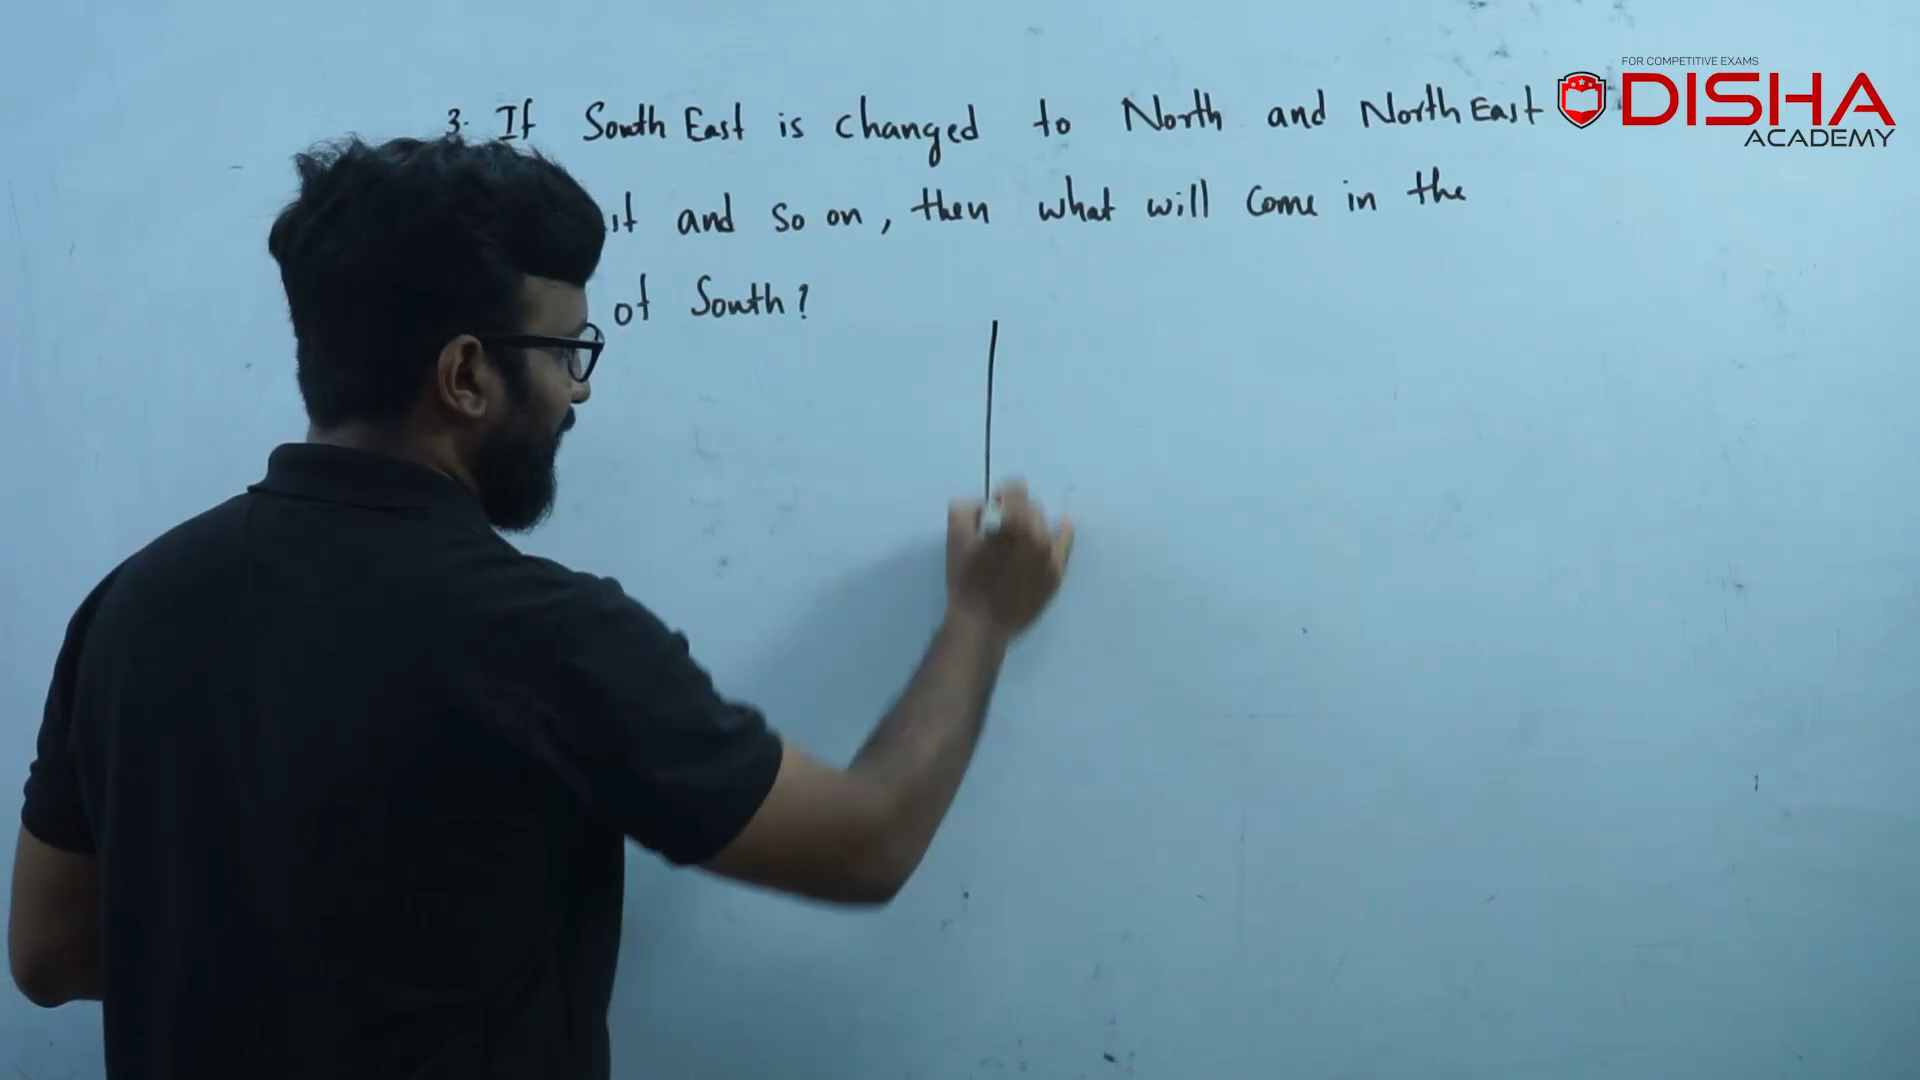 FOR COMPETITIVE EXAMS
DISHA
ACADEMY
3. If South East is changed to North and North East
and so on, then what will come in the
of South?